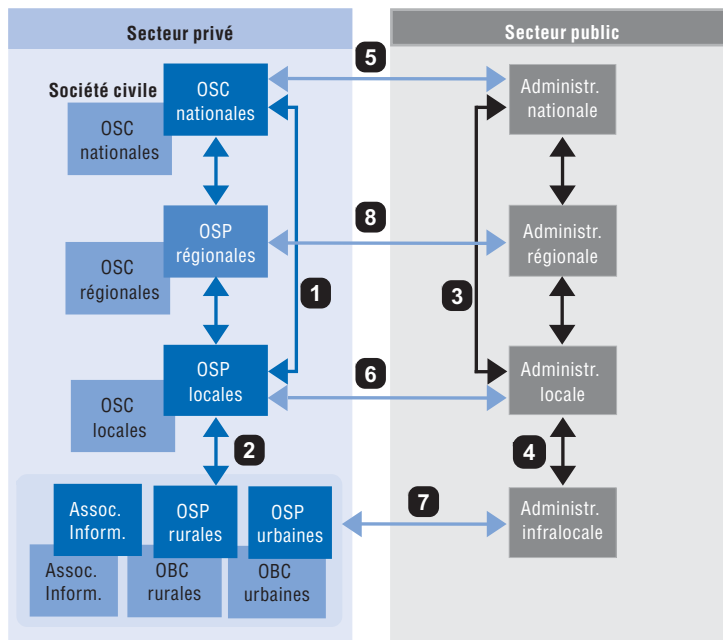 Secteur privé
Secteur public
5
Société civile
OSC
nationales
Administr.
nationale
OSC
nationales
OSP
régionales
8
Administr.
régionale
OSC
régionales
1
3
OSP
locales
6
Administr.
locale
OSC
locales
2
4
Assoc.
Inform.
OSP
rurales
OSP
urbaines
7
Administr.
infralocale
Assoc.
Inform.
OBC
rurales
OBC
urbaines